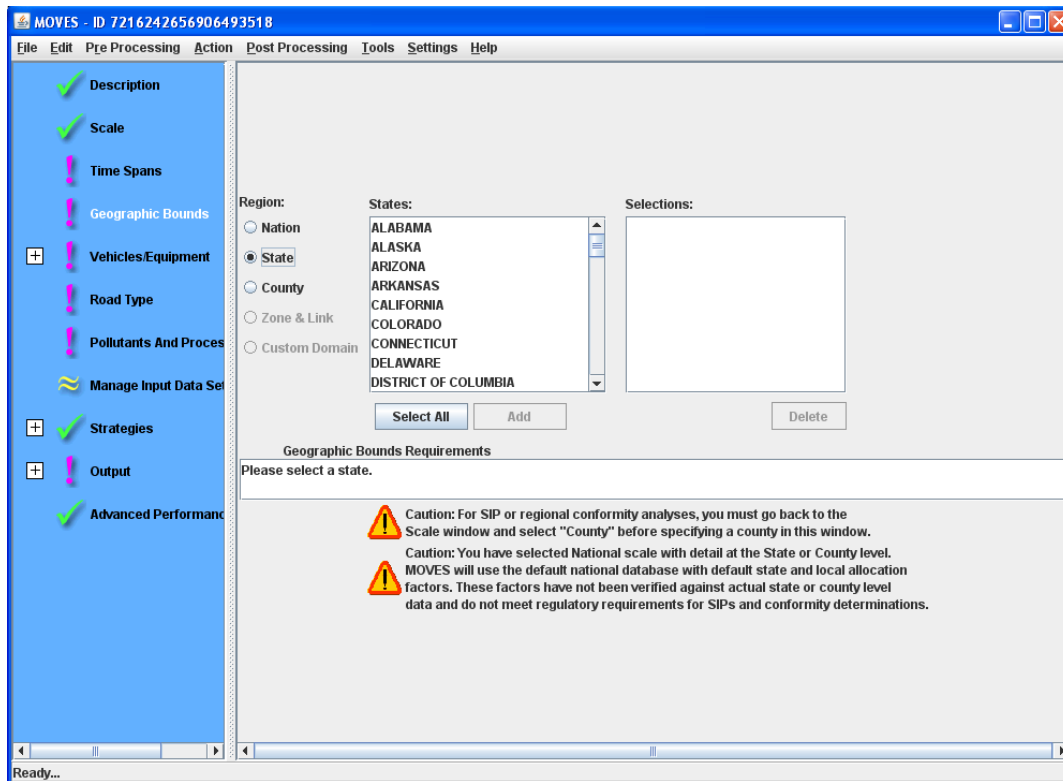 MOVES - ID 7216242656906493518
File Edit Pre Processing Action Post Processing Tools Settings Help
Description
Scale
Time Spans
Geographic Bounds
Vehicles/Equipment
Road Type
Pollutants And Proces
Manage Input Data Set
Strategies
Output
Advanced Performanc
Region:
Nation
State
County
Zone & Link
Custom Domain
States:
ALABAMA
ALASKA
ARIZONA
ARKANSAS
CALIFORNIA
COLORADO
CONNECTICUT
DELAWARE
DISTRICT OF COLUMBIA
Select All Add
Selections:
Delete
Geographic Bounds Requirements
Please select a state.
Caution: For SIP or regional conformity analyses, you must go back to the
Scale window and select "County" before specifying a county in this window.
Caution: You have selected National scale with detail at the State or County level.
MOVES will use the default national database with default state and local allocation
factors. These factors have not been verified against actual state or county level
data and do not meet regulatory requirements for SIPs and conformity determinations.
Ready...